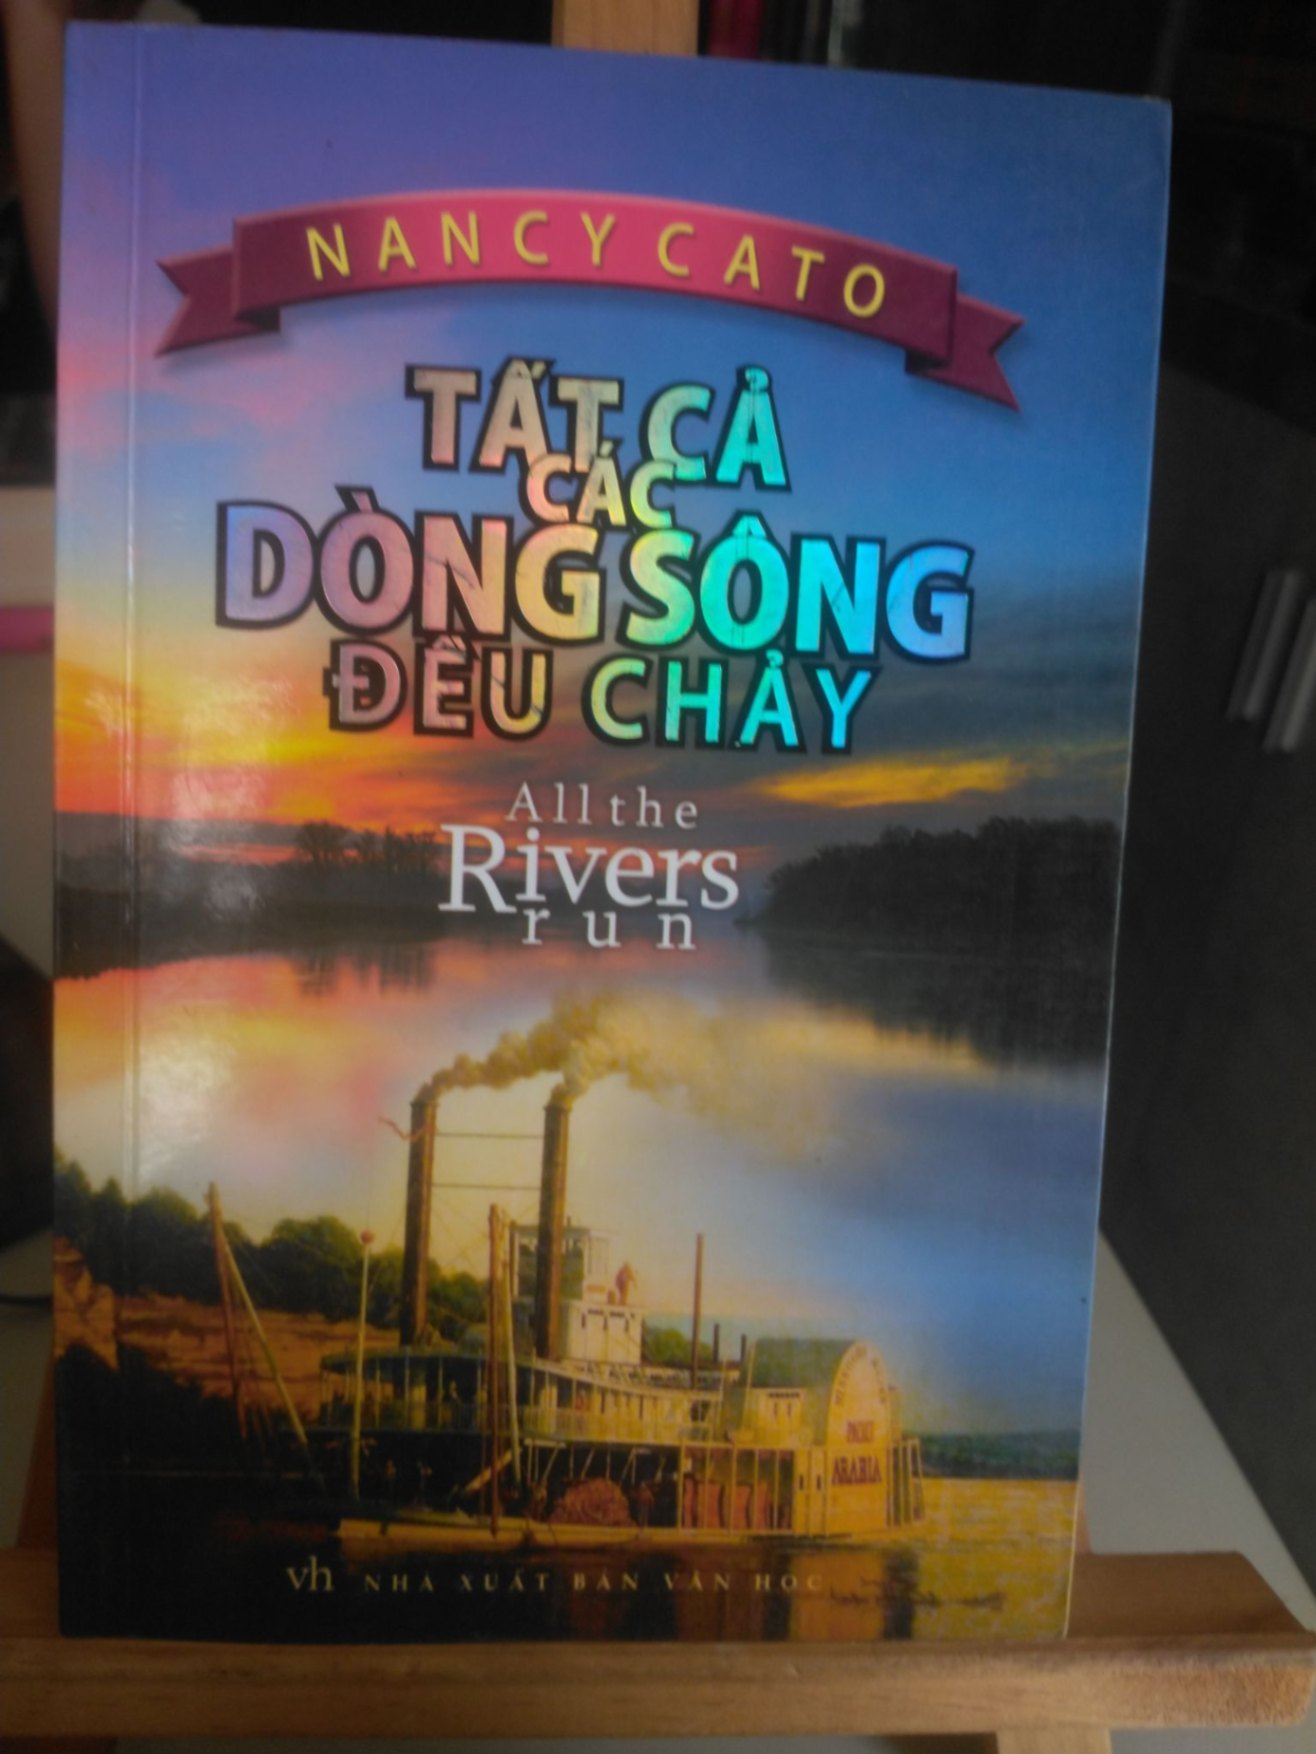 NANCY CATO
TẤT CẢ
CÁC
DÒNG SÔNG
ĐỀU CHẢY
All the
Rivers
run
ARABIA
vh NHÀ XUẤT BẢN VĂN HỌC